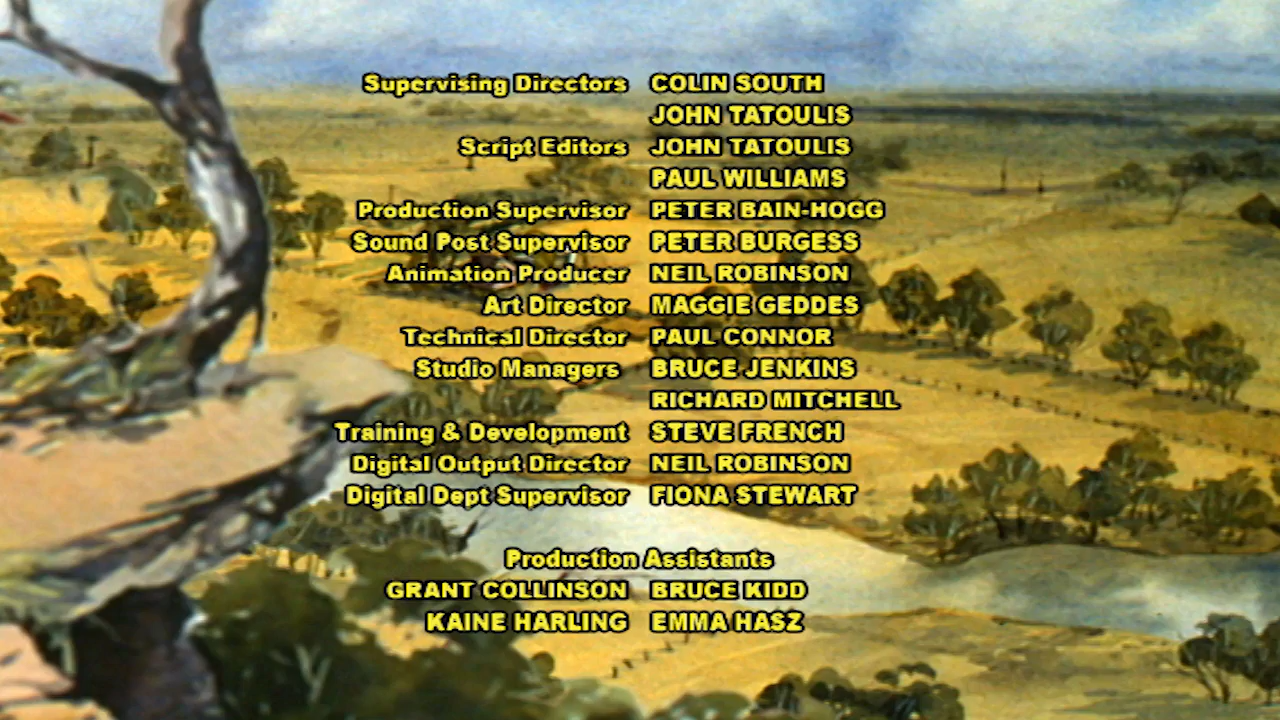 Supervising Directors COLIN SOUTH
JOHN TATOULIS
Script Editors JOHN TATOULIS
PAUL WILLIAMS
Production Supervisor PETER BAIN-HOGG
Sound Post Supervisor PETER BURGESS
Animation Producer NEIL ROBINSON
Art Director MAGGIE GEDDES
Technical Director PAUL CONNOR
Studio Managers BRUCE JENKINS
RICHARD MITCHELL
Training & Development STEVE FRENCH
Digital Output Director NEIL ROBINSON
Digital Dept Supervisor FIONA STEWART
Production Assistants
GRANT COLLINSON BRUCE KIDD
KAINE HARLING EMMA HASZ